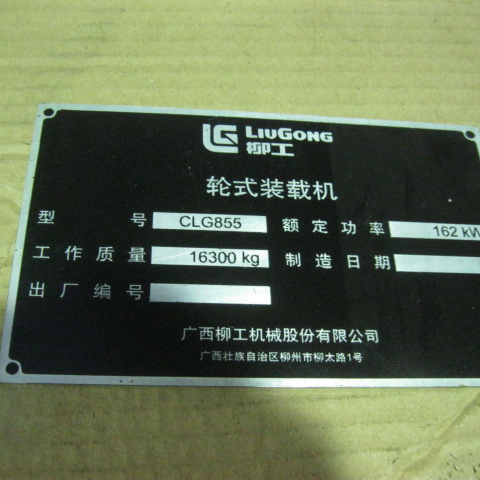 LIUGONG
柳工
轮式装载机
型 号 CLG855 额定功率 162 kW
工作质量 16300 kg 制造日期
出厂编号
广西柳工机械股份有限公司
广西壮族自治区柳州市柳太路1号